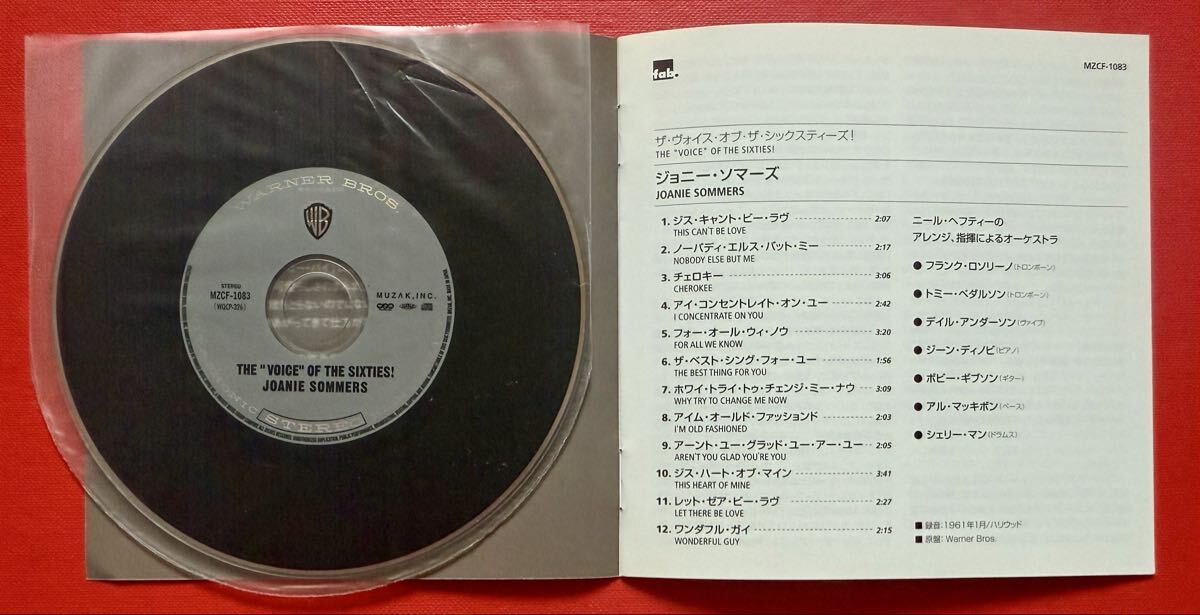 WARNER BROS.
WB
STEREO
MZCF-1083
(WQCP-326)
MUZAK, INC.
THE "VOICE" OF THE SIXTIES!
JOANIE SOMMERS
STEREO
fab.
MZCF-1083
ザ・ヴォイス・オブ・ザ・シックスティーズ!
THE "VOICE" OF THE SIXTIES!
ジョニー・ソマーズ
JOANIE SOMMERS
1. ジス・キャント・ビー・ラヴ 2:07
THIS CAN'T BE LOVE
2. ノーバディ・エルス・バット・ミー 2:17
NOBODY ELSE BUT ME
3. チェロキー 3:06
CHEROKEE
4. アイ・コンセントレイト・オン・ユー 2:42
I CONCENTRATE ON YOU
5. フォー・オール・ウィ・ノウ 3:20
FOR ALL WE KNOW
6. ザ・ベスト・シング・フォー・ユー 1:56
THE BEST THING FOR YOU
7. ホワイ・トライ・トゥ・チェンジ・ミー・ナウ 3:09
WHY TRY TO CHANGE ME NOW
8. アイム・オールド・ファッションド 2:03
I'M OLD FASHIONED
9. アーント・ユー・グラッド・ユー・アー・ユー 2:05
AREN'T YOU GLAD YOU'RE YOU
10. ジス・ハート・オブ・マイン 3:41
THIS HEART OF MINE
11. レット・ゼア・ビー・ラヴ 2:27
LET THERE BE LOVE
12. ワンダフル・ガイ 2:15
WONDERFUL GUY
ニール・ヘフティーの
アレンジ、指揮によるオーケストラ
● フランク・ロソリーノ(トロンボーン)
● トミー・ペダルソン(トロンボーン)
● デイル・アンダーソン(ヴァイブ)
● ジーン・ディノビ(ピアノ)
● ボビー・ギブソン(ギター)
● アル・マッキボン(ベース)
● シェリー・マン(ドラムス)
■ 録音:1961年1月/ハリウッド
■ 原盤: Warner Bros.